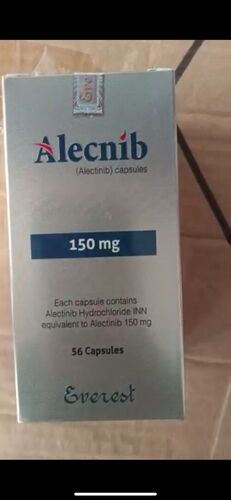 Alecnib
(Alectinib) capsules
150 mg
Each capsule contains
Alectinib Hydrochloride INN
equivalent to Alectinib 150 mg
56 Capsules
Everest